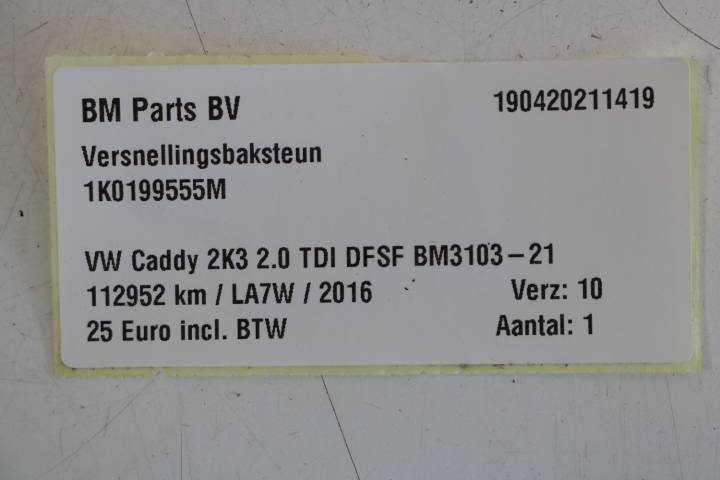 BM Parts BV 190420211419
Versnellingsbaksteun
1K0199555M
VW Caddy 2K3 2.0 TDI DFSF BM3103-21
112952 km / LA7W / 2016 Verz: 10
25 Euro incl. BTW Aantal: 1